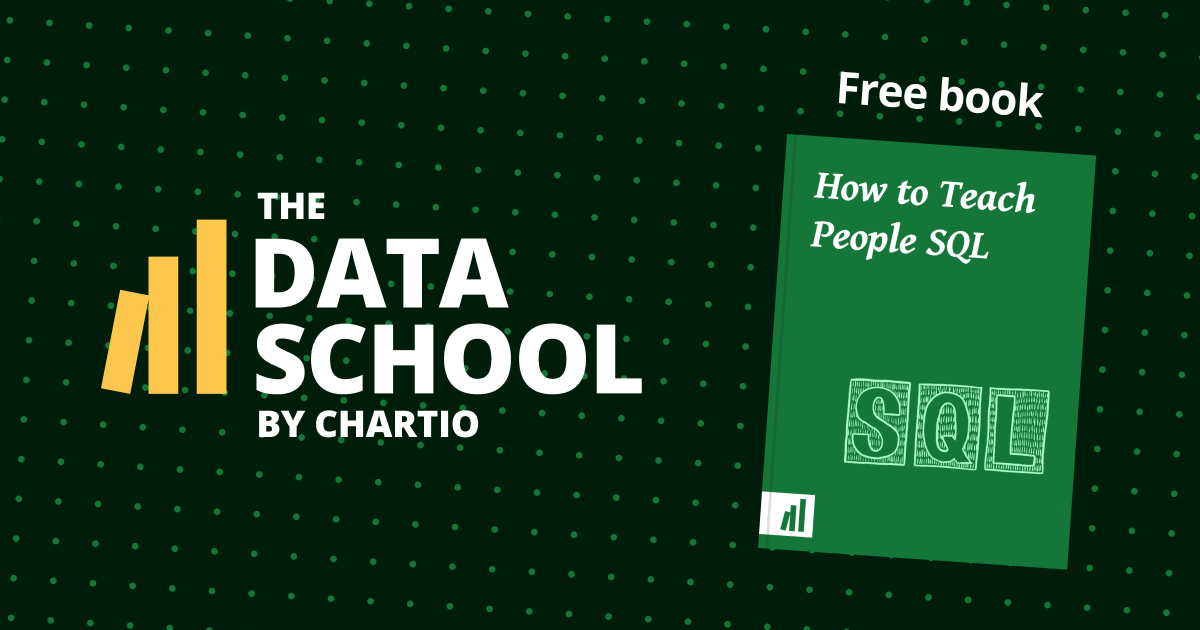 THE
DATA
SCHOOL
BY CHARTIO
Free book
How to Teach
People SQL
SQL